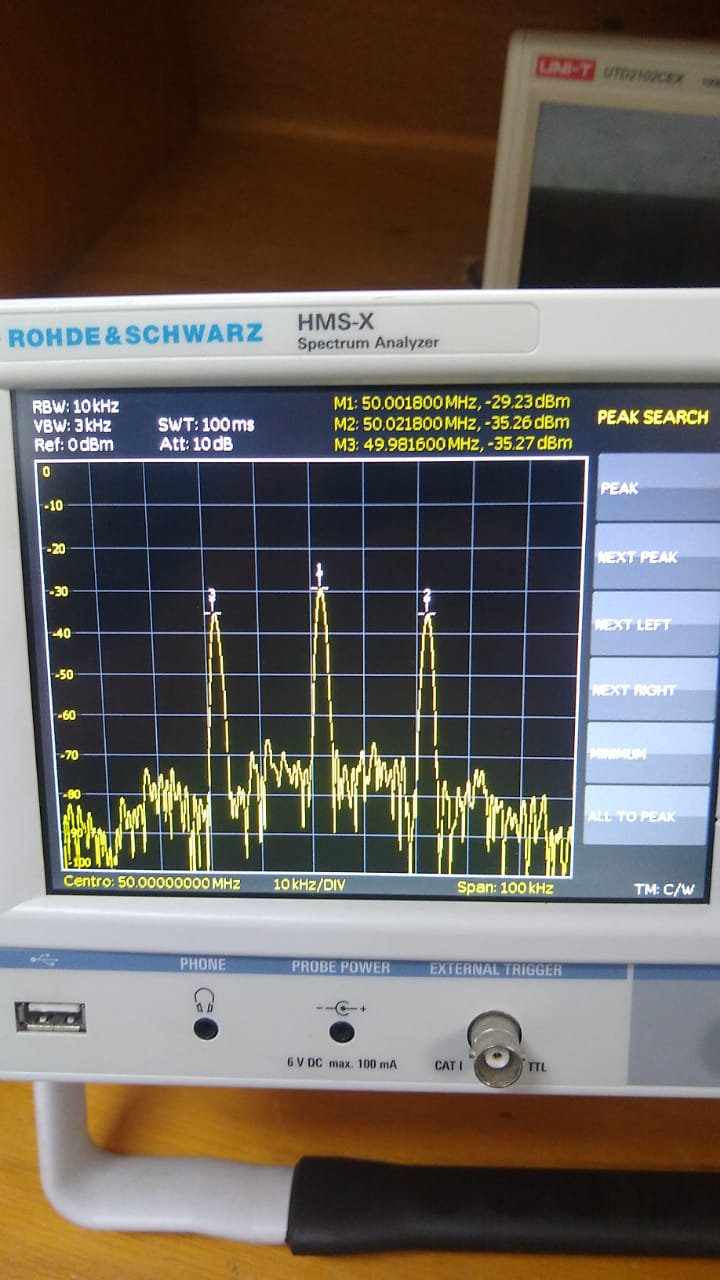 UNI-T UTD2102CEX
ROHDE&SCHWARZ
HMS-X
Spectrum Analyzer
RBW: 10 kHz
VBW: 3 kHz
SWT: 100 ms
Ref: 0 dBm
Att: 10 dB
M1: 50.001800 MHz, -29.23 dBm
M2: 50.021800 MHz, -35.26 dBm
M3: 49.981600 MHz, -35.27 dBm
PEAK SEARCH
PEAK
NEXT PEAK
NEXT LEFT
NEXT RIGHT
MINIMUM
ALL TO PEAK
0
-10
-20
-30
-40
-50
-60
-70
-80
-90
-100
3
1
2
Centro: 50.00000000 MHz
10 kHz/DIV
Span: 100 kHz
TM: C/W
PHONE
PROBE POWER
EXTERNAL TRIGGER
- +
6 V DC max. 100 mA
CAT I
TTL